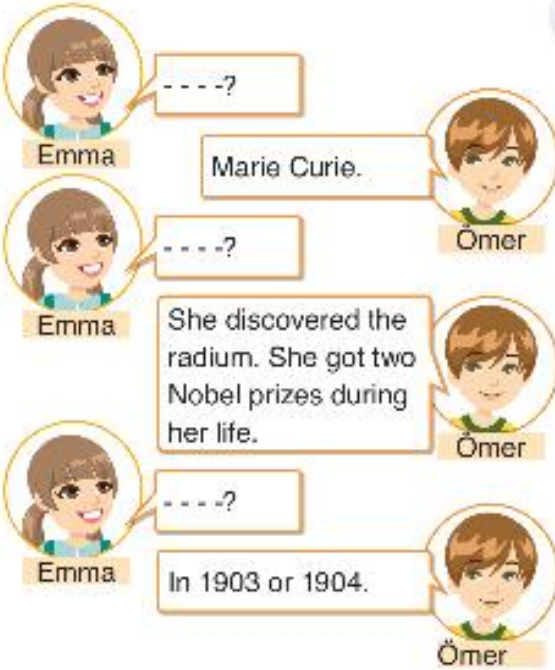 - - - -?
Emma
Marie Curie.
Ömer
- - - -?
Emma
She discovered the
radium. She got two
Nobel prizes during
her life.
Ömer
- - - -?
Emma
In 1903 or 1904.
Ömer